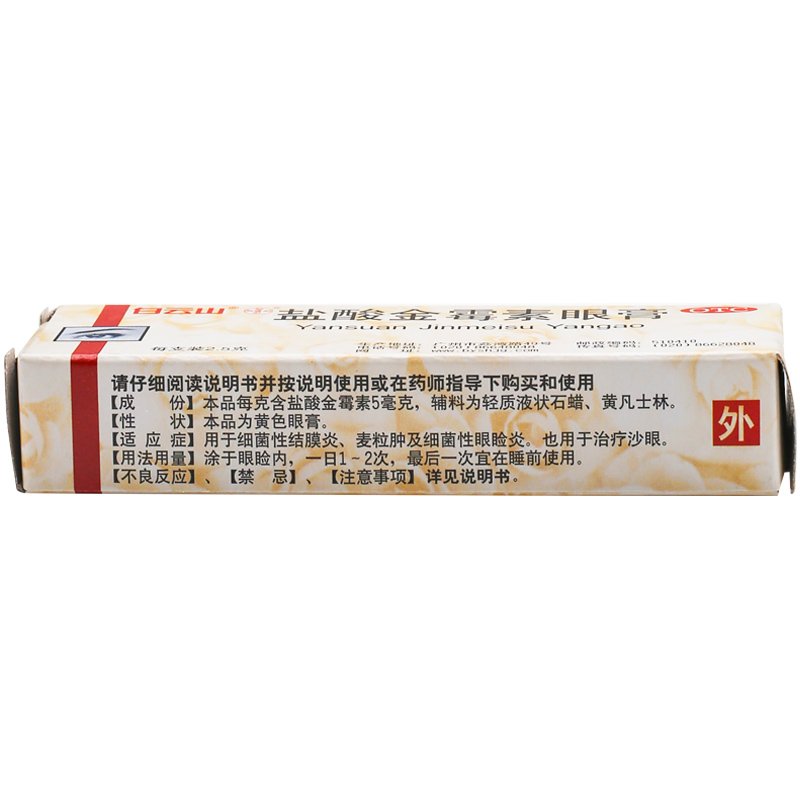 白云山
盐酸金霉素眼膏
OTC
Yansuan Jinmeisu Yangao
每支装2.5克
请仔细阅读说明书并按说明使用或在药师指导下购买和使用
【成 份】本品每克含盐酸金霉素5毫克，辅料为轻质液状石蜡、黄凡士林。
【性 状】本品为黄色眼膏。
【适 应 症】用于细菌性结膜炎、麦粒肿及细菌性眼睑炎。也用于治疗沙眼。
【用法用量】涂于眼睑内，一日1～2次，最后一次宜在睡前使用。
【不良反应】、【禁 忌】、【注意事项】详见说明书。
外